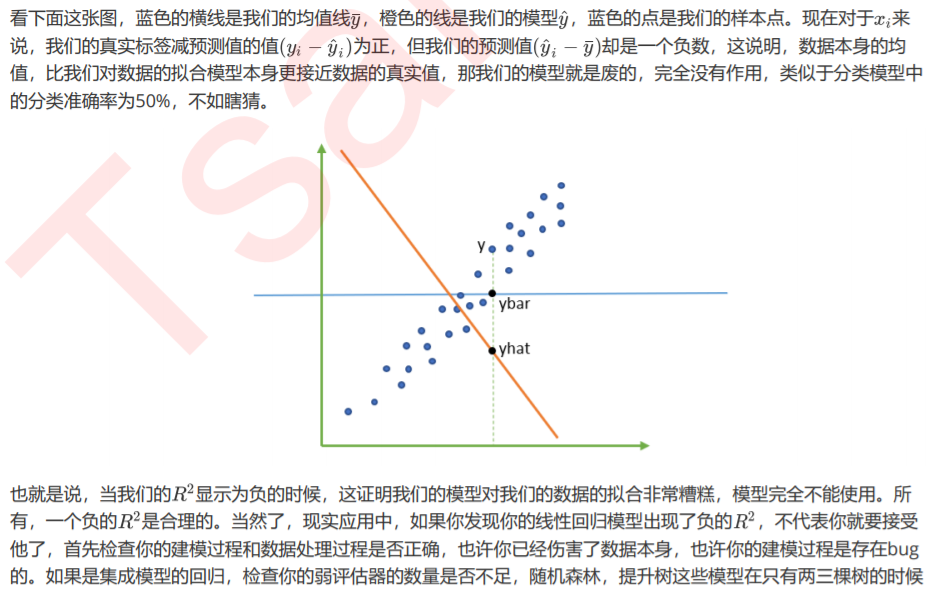 看下面这张图，蓝色的横线是我们的均值线ȳ，橙色的线是我们的模型ŷ，蓝色的点是我们的样本点。现在对于xᵢ来
说，我们的真实标签减预测值的值(yᵢ − ŷᵢ)为正，但我们的预测值(ŷᵢ − ȳ)却是一个负数，这说明，数据本身的均
值，比我们对数据的拟合模型本身更接近数据的真实值，那我们的模型就是废的，完全没有作用，类似于分类模型中
的分类准确率为50%，不如瞎猜。
y
ybar
yhat
也就是说，当我们的R²显示为负的时候，这证明我们的模型对我们的数据的拟合非常糟糕，模型完全不能使用。所
有，一个负的R²是合理的。当然了，现实应用中，如果你发现你的线性回归模型出现了负的R²，不代表你就要接受
他了，首先检查你的建模过程和数据处理过程是否正确，也许你已经伤害了数据本身，也许你的建模过程是存在bug
的。如果是集成模型的回归，检查你的弱评估器的数量是否不足，随机森林，提升树这些模型在只有两三棵树的时候